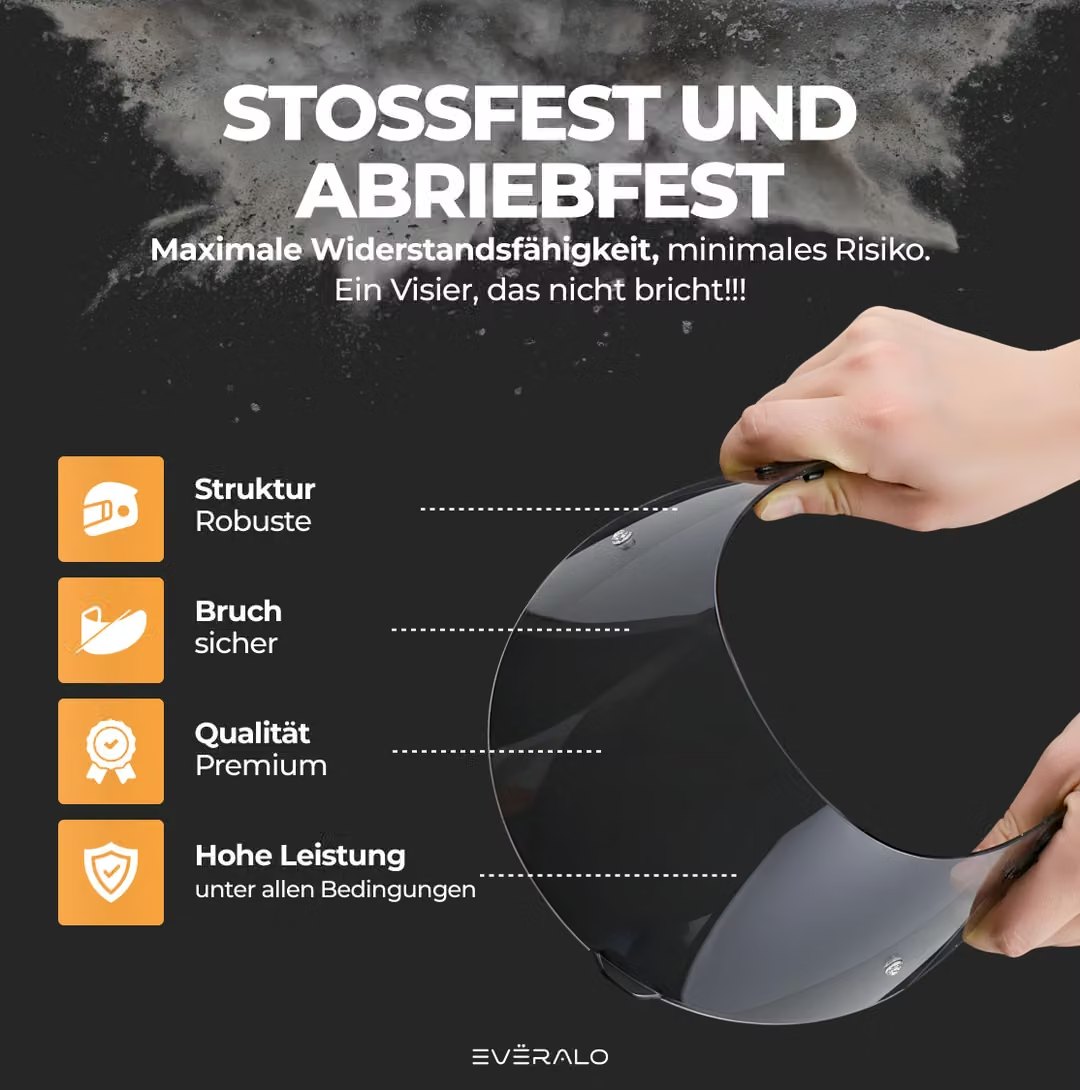 STOSSFEST UND
ABRIEBFEST
Maximale Widerstandsfähigkeit, minimales Risiko.
Ein Visier, das nicht bricht!!!
Struktur
Robuste
Bruch
sicher
Qualität
Premium
Hohe Leistung
unter allen Bedingungen
EVËRALO